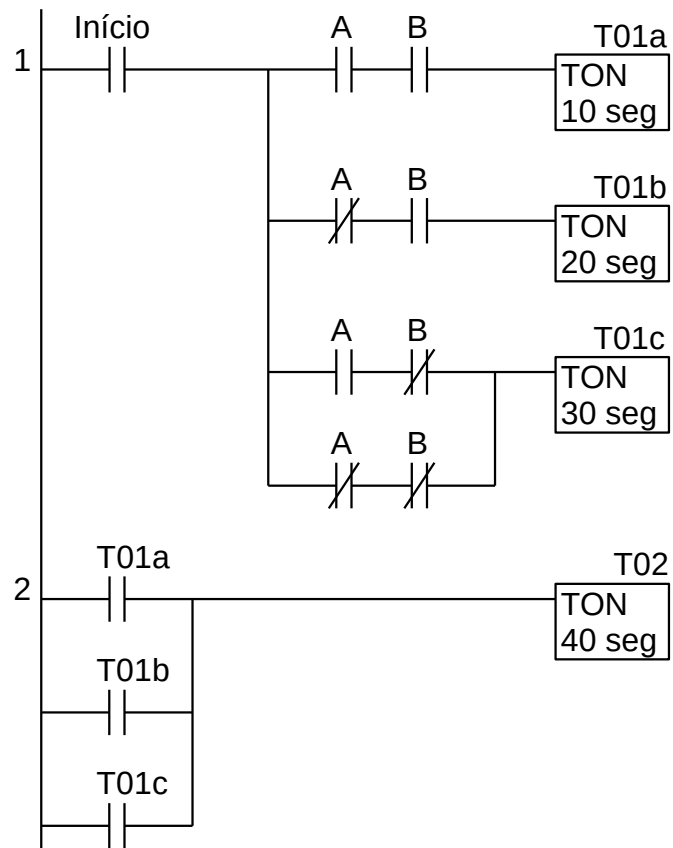 Início
A
B
T01a
1
TON
10 seg
A
B
T01b
TON
20 seg
A
B
T01c
TON
30 seg
A
B
T01a
T02
2
TON
40 seg
T01b
T01c